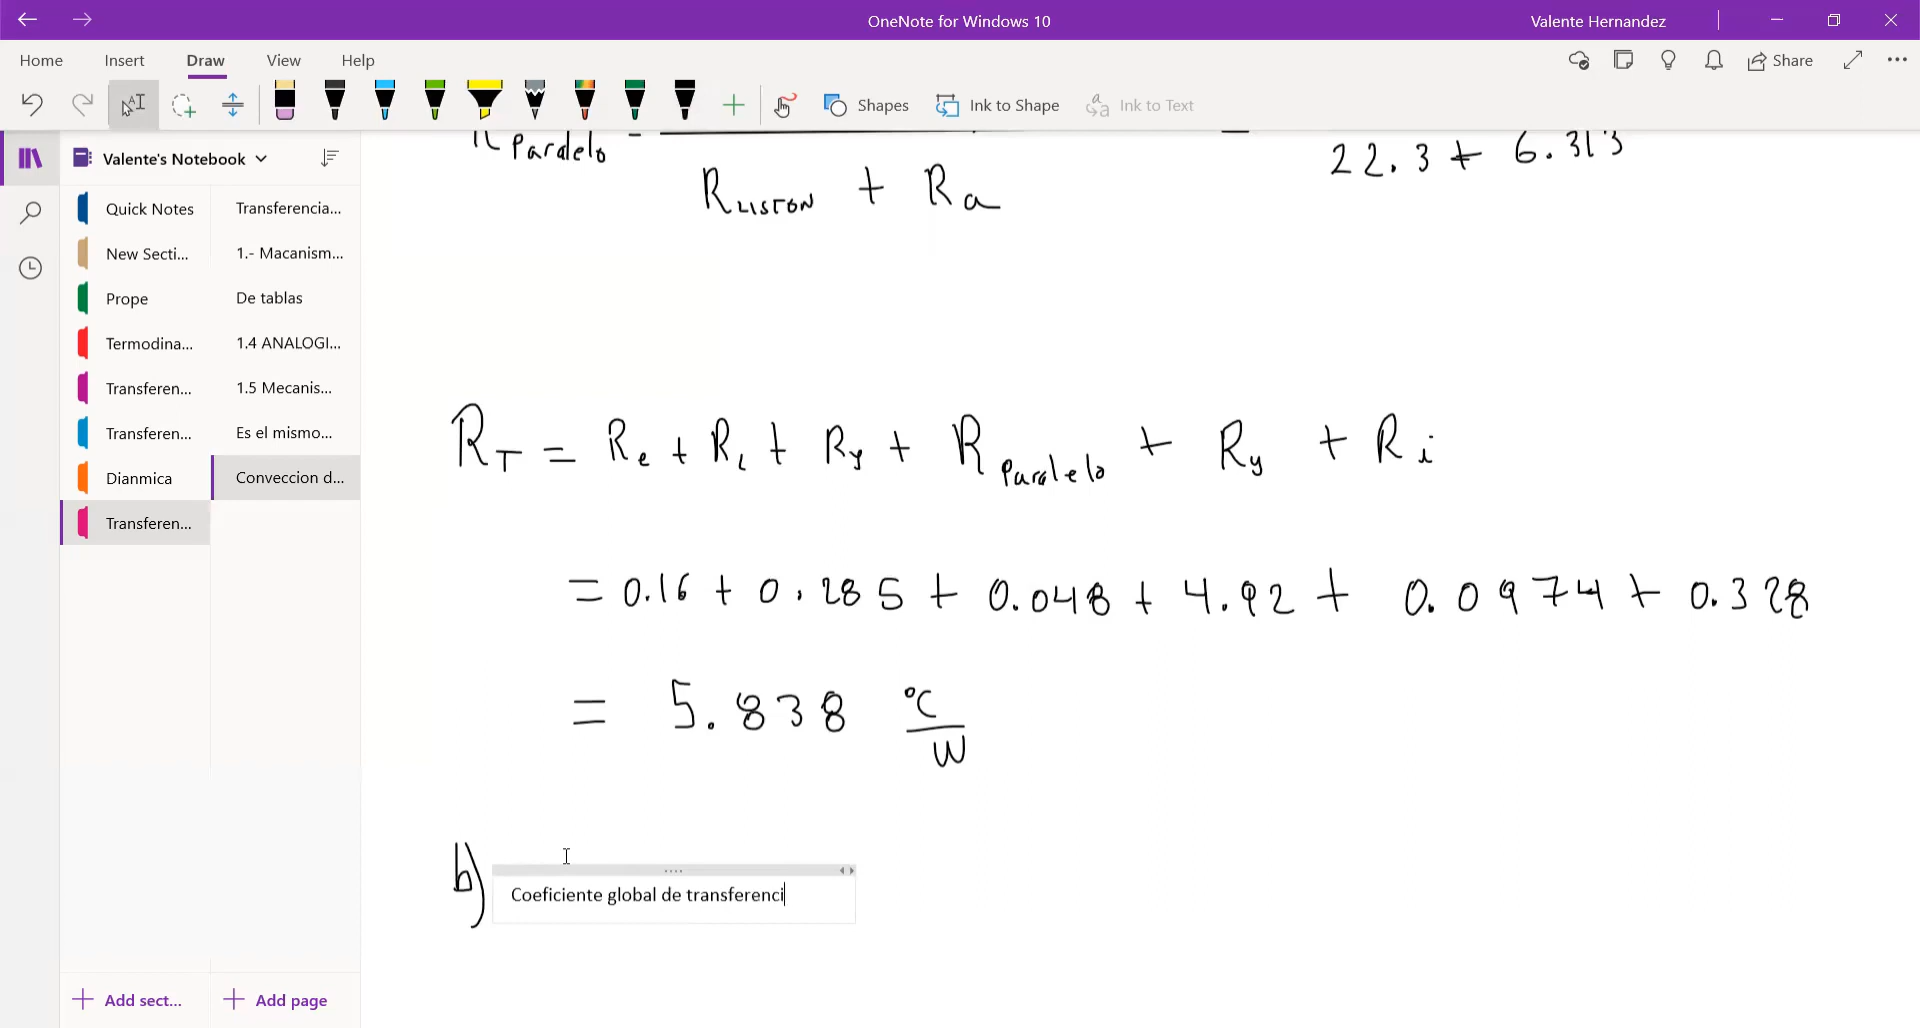 OneNote for Windows 10
Valente Hernandez
Home Insert Draw View Help
Share
Shapes
Ink to Shape
Ink to Text
Valente's Notebook
Quick Notes
New Secti...
Prope
Termodina...
Transferen...
Transferen...
Dianmica
Transferen...
Add sect...
Transferencia...
1.- Macanism...
De tablas
1.4 ANALOGI...
1.5 Mecanis...
Es el mismo...
Conveccion d...
Add page
R Paralelo =
22.3 + 6.313
R LISTON + Ra
RT = Re + RL + Ry + R Paralelo + Ry + Ri
= 0.16 + 0.285 + 0.048 + 4.92 + 0.0974 + 0.328
= 5.838 °C
W
b)
Coeficiente global de transferenci